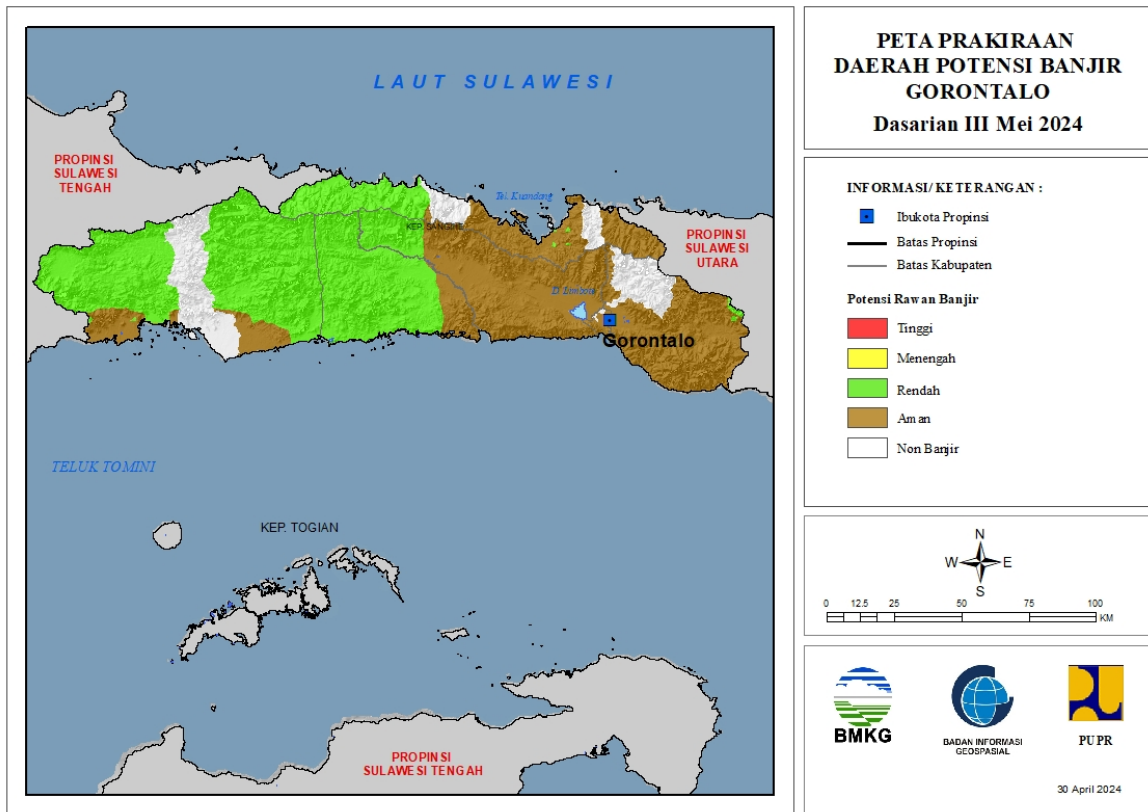 LAUT SULAWESI
PROPINSI
SULAWESI
TENGAH
Tel. Kuandang
KEP. SANGIHE
PROPINSI
SULAWESI
UTARA
D. Limboto
Gorontalo
TELUK TOMINI
KEP. TOGIAN
PROPINSI
SULAWESI TENGAH
PETA PRAKIRAAN
DAERAH POTENSI BANJIR
GORONTALO
Dasarian III Mei 2024
INFORMASI/ KETERANGAN :
Ibukota Propinsi
Batas Propinsi
Batas Kabupaten
Potensi Rawan Banjir
Tinggi
Menengah
Rendah
Aman
Non Banjir
N
W E
S
0 12.5 25 50 75 100
KM
BMKG
BADAN INFORMASI
GEOSPASIAL
PUPR
30 April 2024